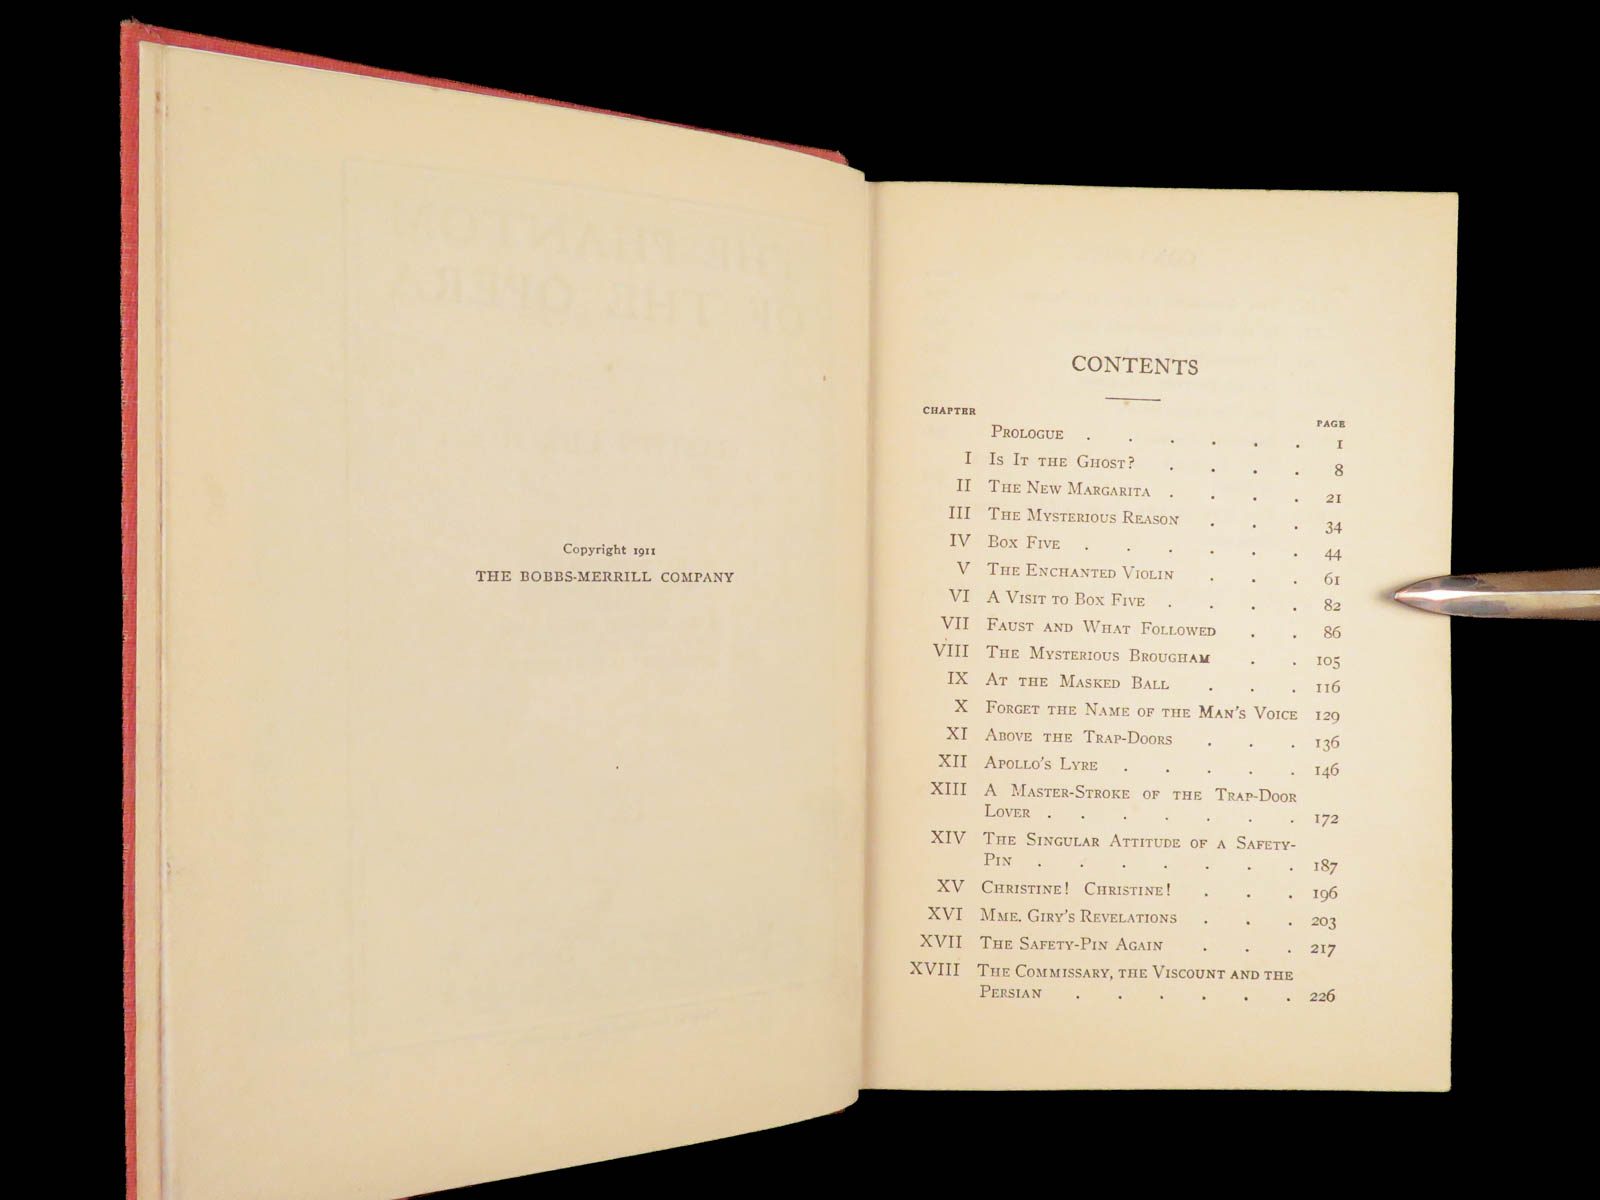 Copyright 1911
THE BOBBS-MERRILL COMPANY
CONTENTS
CHAPTER PAGE
PROLOGUE . . . . . . 1
I IS IT THE GHOST? . . . . 8
II THE NEW MARGARITA . . . . 21
III THE MYSTERIOUS REASON . . . 34
IV BOX FIVE . . . . . . 44
V THE ENCHANTED VIOLIN . . . 61
VI A VISIT TO BOX FIVE . . . . 82
VII FAUST AND WHAT FOLLOWED . . 86
VIII THE MYSTERIOUS BROUGHAM . . 105
IX AT THE MASKED BALL . . . 116
X FORGET THE NAME OF THE MAN'S VOICE 129
XI ABOVE THE TRAP-DOORS . . . 136
XII APOLLO'S LYRE . . . . . 146
XIII A MASTER-STROKE OF THE TRAP-DOOR
LOVER . . . . . . . 172
XIV THE SINGULAR ATTITUDE OF A SAFETY-
PIN . . . . . . . 187
XV CHRISTINE! CHRISTINE! . . . 196
XVI MME. GIRY'S REVELATIONS . . . 203
XVII THE SAFETY-PIN AGAIN . . . 217
XVIII THE COMMISSARY, THE VISCOUNT AND THE
PERSIAN . . . . . . 226